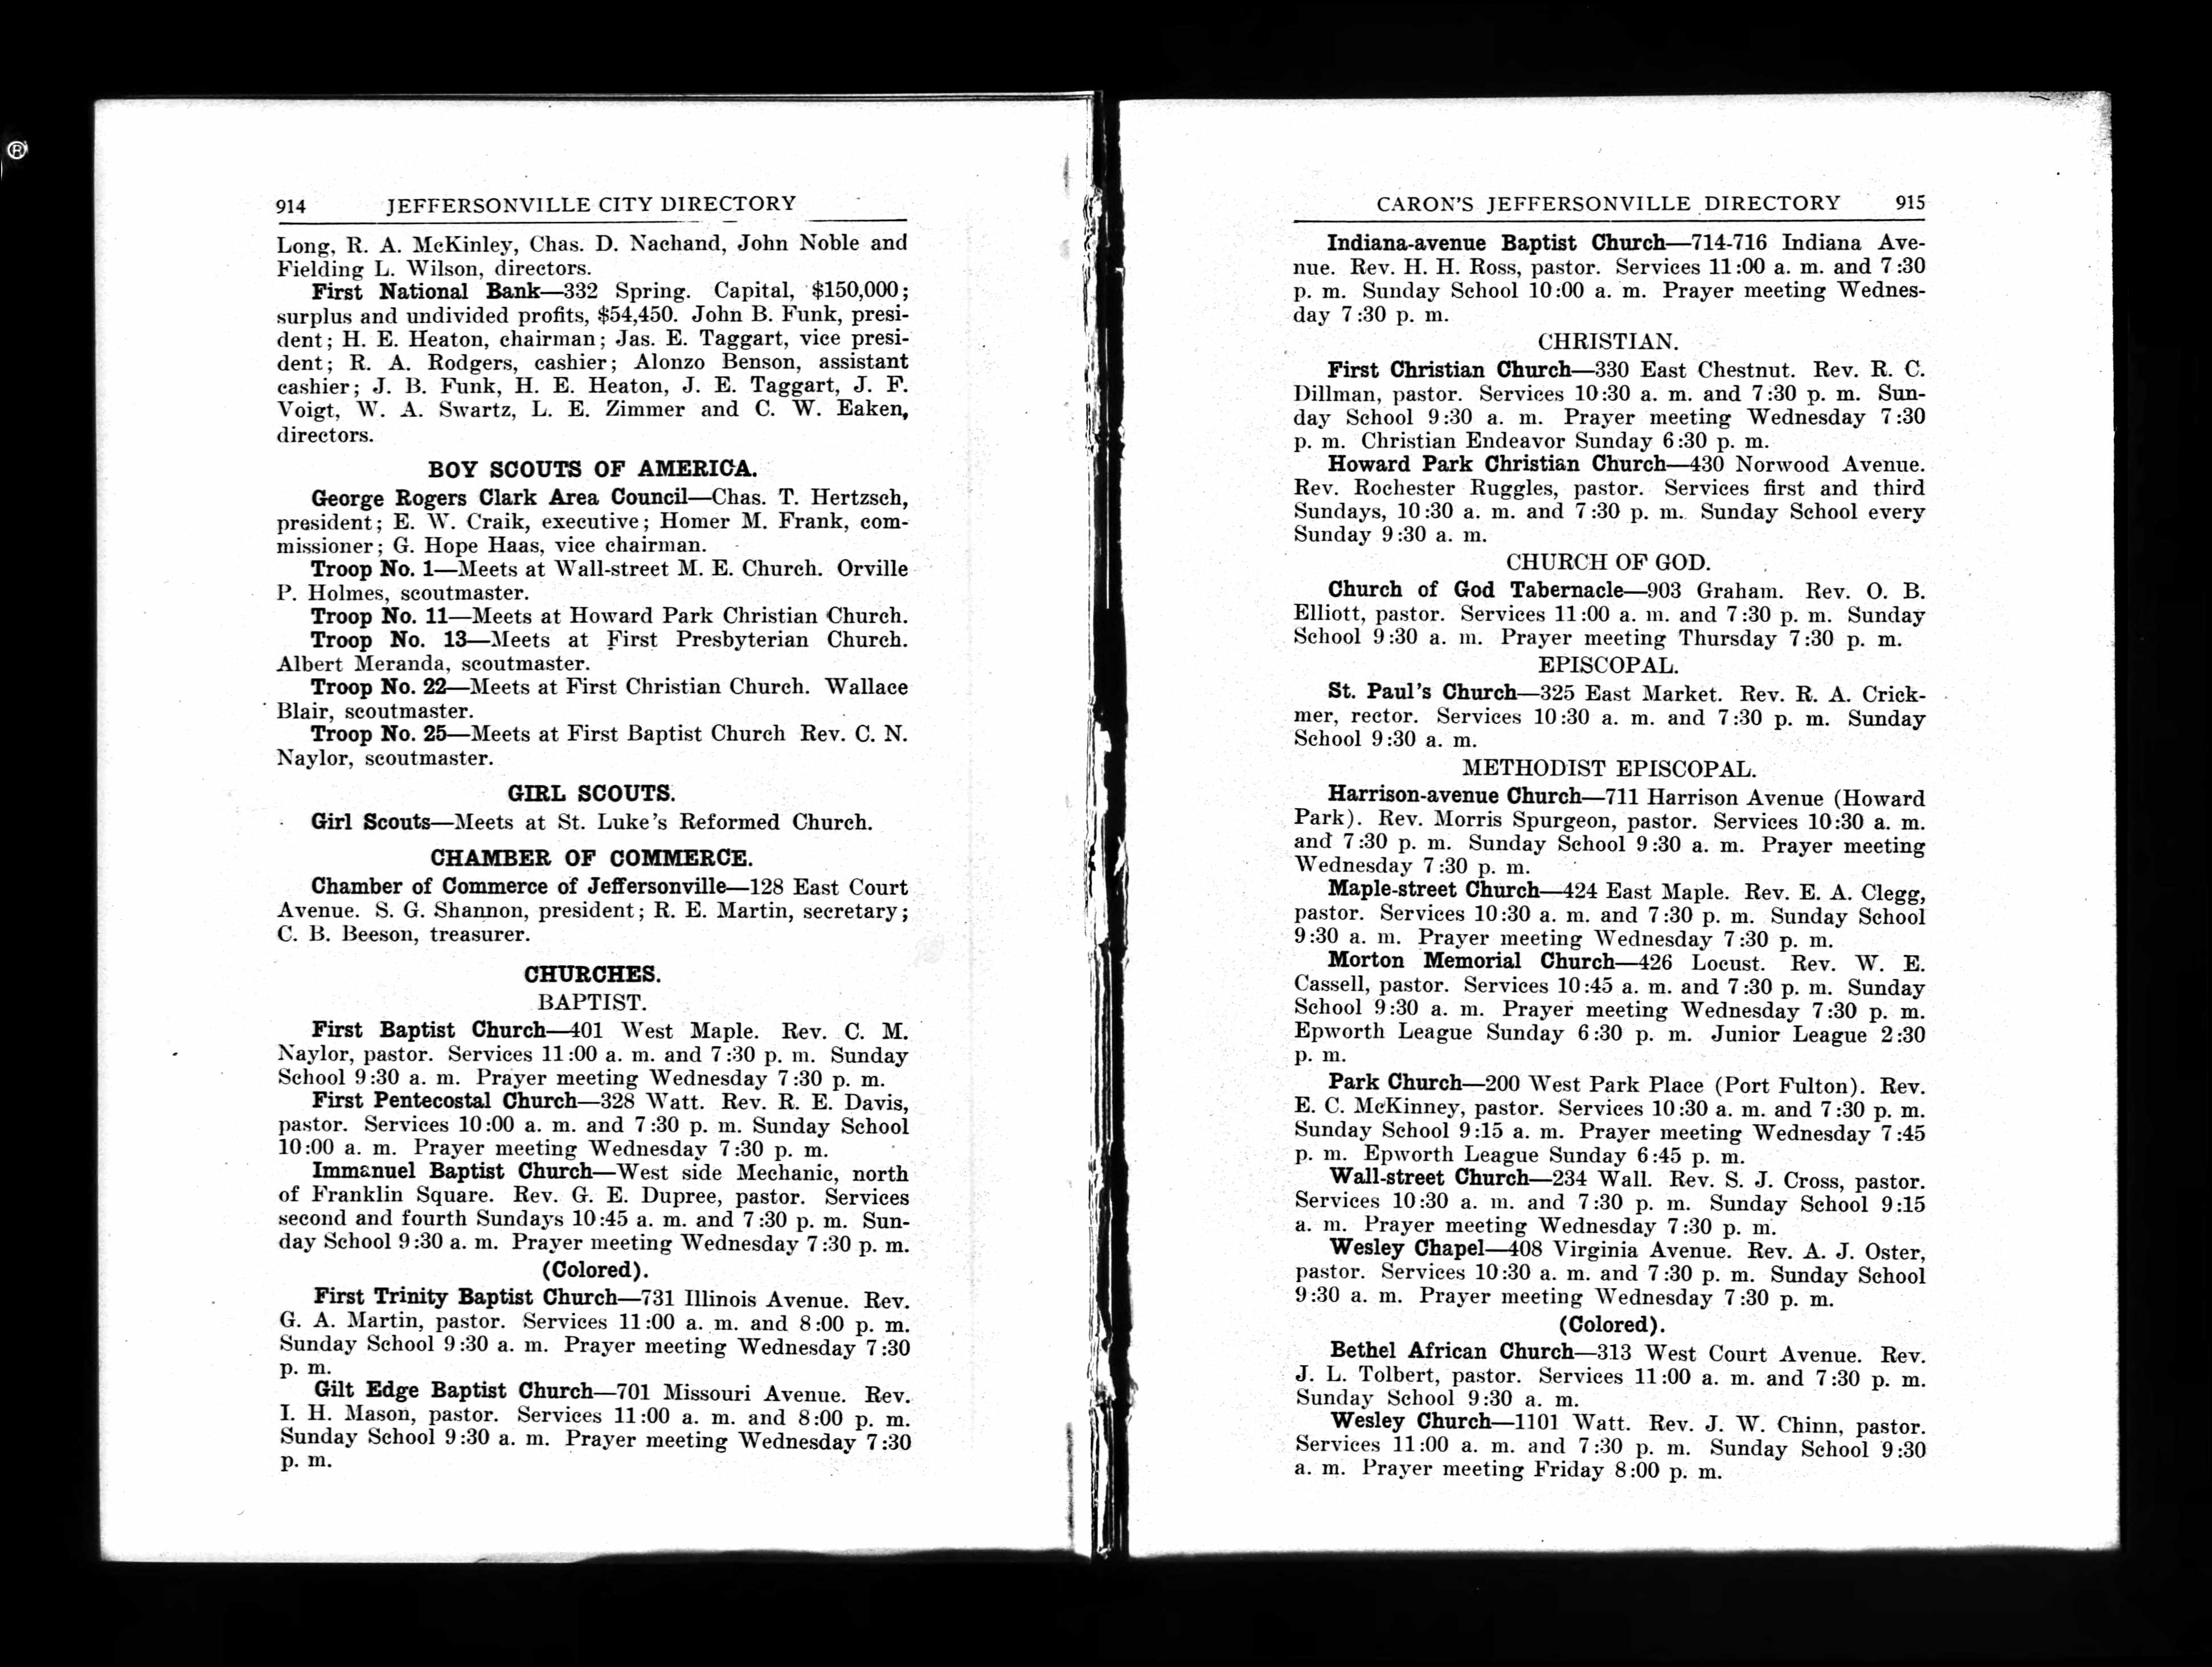 ®
914 JEFFERSONVILLE CITY DIRECTORY
Long, R. A. McKinley, Chas. D. Nachand, John Noble and
Fielding L. Wilson, directors.
First National Bank—332 Spring. Capital, $150,000;
surplus and undivided profits, $54,450. John B. Funk, presi-
dent; H. E. Heaton, chairman; Jas. E. Taggart, vice presi-
dent; R. A. Rodgers, cashier; Alonzo Benson, assistant
cashier; J. B. Funk, H. E. Heaton, J. E. Taggart, J. F.
Voigt, W. A. Swartz, L. E. Zimmer and C. W. Eaken,
directors.
BOY SCOUTS OF AMERICA.
George Rogers Clark Area Council—Chas. T. Hertzsch,
president; E. W. Craik, executive; Homer M. Frank, com-
missioner; G. Hope Haas, vice chairman.
Troop No. 1—Meets at Wall-street M. E. Church. Orville
P. Holmes, scoutmaster.
Troop No. 11—Meets at Howard Park Christian Church.
Troop No. 13—Meets at First Presbyterian Church.
Albert Meranda, scoutmaster.
Troop No. 22—Meets at First Christian Church. Wallace
Blair, scoutmaster.
Troop No. 25—Meets at First Baptist Church Rev. C. N.
Naylor, scoutmaster.
GIRL SCOUTS.
Girl Scouts—Meets at St. Luke's Reformed Church.
CHAMBER OF COMMERCE.
Chamber of Commerce of Jeffersonville—128 East Court
Avenue. S. G. Shannon, president; R. E. Martin, secretary;
C. B. Beeson, treasurer.
CHURCHES.
BAPTIST.
First Baptist Church—401 West Maple. Rev. C. M.
Naylor, pastor. Services 11:00 a. m. and 7:30 p. m. Sunday
School 9:30 a. m. Prayer meeting Wednesday 7:30 p. m.
First Pentecostal Church—328 Watt. Rev. R. E. Davis,
pastor. Services 10:00 a. m. and 7:30 p. m. Sunday School
10:00 a. m. Prayer meeting Wednesday 7:30 p. m.
Immanuel Baptist Church—West side Mechanic, north
of Franklin Square. Rev. G. E. Dupree, pastor. Services
second and fourth Sundays 10:45 a. m. and 7:30 p. m. Sun-
day School 9:30 a. m. Prayer meeting Wednesday 7:30 p. m.
(Colored).
First Trinity Baptist Church—731 Illinois Avenue. Rev.
G. A. Martin, pastor. Services 11:00 a. m. and 8:00 p. m.
Sunday School 9:30 a. m. Prayer meeting Wednesday 7:30
p. m.
Gilt Edge Baptist Church—701 Missouri Avenue. Rev.
I. H. Mason, pastor. Services 11:00 a. m. and 8:00 p. m.
Sunday School 9:30 a. m. Prayer meeting Wednesday 7:30
p. m.
CARON'S JEFFERSONVILLE DIRECTORY 915
Indiana-avenue Baptist Church—714-716 Indiana Ave-
nue. Rev. H. H. Ross, pastor. Services 11:00 a. m. and 7:30
p. m. Sunday School 10:00 a. m. Prayer meeting Wednes-
day 7:30 p. m.
CHRISTIAN.
First Christian Church—330 East Chestnut. Rev. R. C.
Dillman, pastor. Services 10:30 a. m. and 7:30 p. m. Sun-
day School 9:30 a. m. Prayer meeting Wednesday 7:30
p. m. Christian Endeavor Sunday 6:30 p. m.
Howard Park Christian Church—430 Norwood Avenue.
Rev. Rochester Ruggles, pastor. Services first and third
Sundays, 10:30 a. m. and 7:30 p. m. Sunday School every
Sunday 9:30 a. m.
CHURCH OF GOD.
Church of God Tabernacle—903 Graham. Rev. O. B.
Elliott, pastor. Services 11:00 a. m. and 7:30 p. m. Sunday
School 9:30 a. m. Prayer meeting Thursday 7:30 p. m.
EPISCOPAL.
St. Paul's Church—325 East Market. Rev. R. A. Crick-
mer, rector. Services 10:30 a. m. and 7:30 p. m. Sunday
School 9:30 a. m.
METHODIST EPISCOPAL.
Harrison-avenue Church—711 Harrison Avenue (Howard
Park). Rev. Morris Spurgeon, pastor. Services 10:30 a. m.
and 7:30 p. m. Sunday School 9:30 a. m. Prayer meeting
Wednesday 7:30 p. m.
Maple-street Church—424 East Maple. Rev. E. A. Clegg,
pastor. Services 10:30 a. m. and 7:30 p. m. Sunday School
9:30 a. m. Prayer meeting Wednesday 7:30 p. m.
Morton Memorial Church—426 Locust. Rev. W. E.
Cassell, pastor. Services 10:45 a. m. and 7:30 p. m. Sunday
School 9:30 a. m. Prayer meeting Wednesday 7:30 p. m.
Epworth League Sunday 6:30 p. m. Junior League 2:30
p. m.
Park Church—200 West Park Place (Port Fulton). Rev.
E. C. McKinney, pastor. Services 10:30 a. m. and 7:30 p. m.
Sunday School 9:15 a. m. Prayer meeting Wednesday 7:45
p. m. Epworth League Sunday 6:45 p. m.
Wall-street Church—234 Wall. Rev. S. J. Cross, pastor.
Services 10:30 a. m. and 7:30 p. m. Sunday School 9:15
a. m. Prayer meeting Wednesday 7:30 p. m.
Wesley Chapel—408 Virginia Avenue. Rev. A. J. Oster,
pastor. Services 10:30 a. m. and 7:30 p. m. Sunday School
9:30 a. m. Prayer meeting Wednesday 7:30 p. m.
(Colored).
Bethel African Church—313 West Court Avenue. Rev.
J. L. Tolbert, pastor. Services 11:00 a. m. and 7:30 p. m.
Sunday School 9:30 a. m.
Wesley Church—1101 Watt. Rev. J. W. Chinn, pastor.
Services 11:00 a. m. and 7:30 p. m. Sunday School 9:30
a. m. Prayer meeting Friday 8:00 p. m.